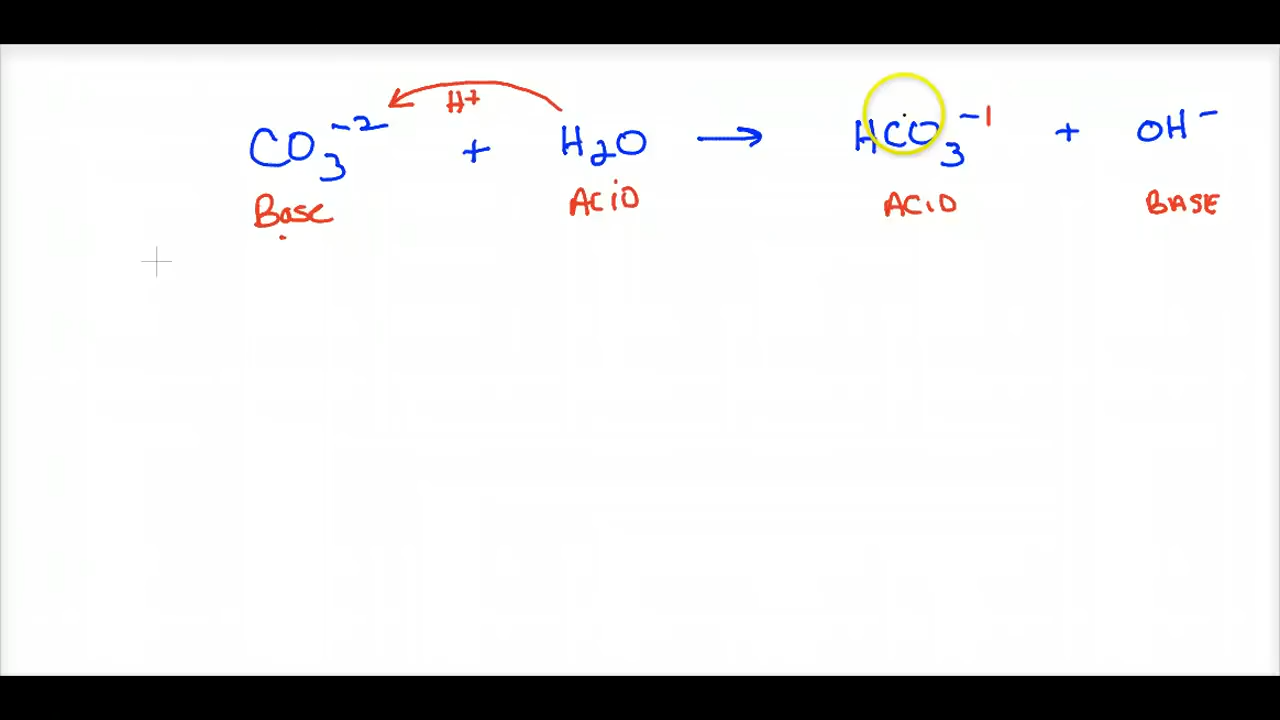 H+
CO3^-2 + H2O → HCO3^-1 + OH^-
Base ACiD ACiD BASE